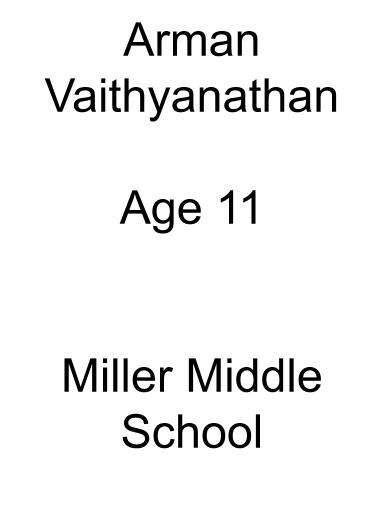 Arman
Vaithyanathan
Age 11
Miller Middle
School